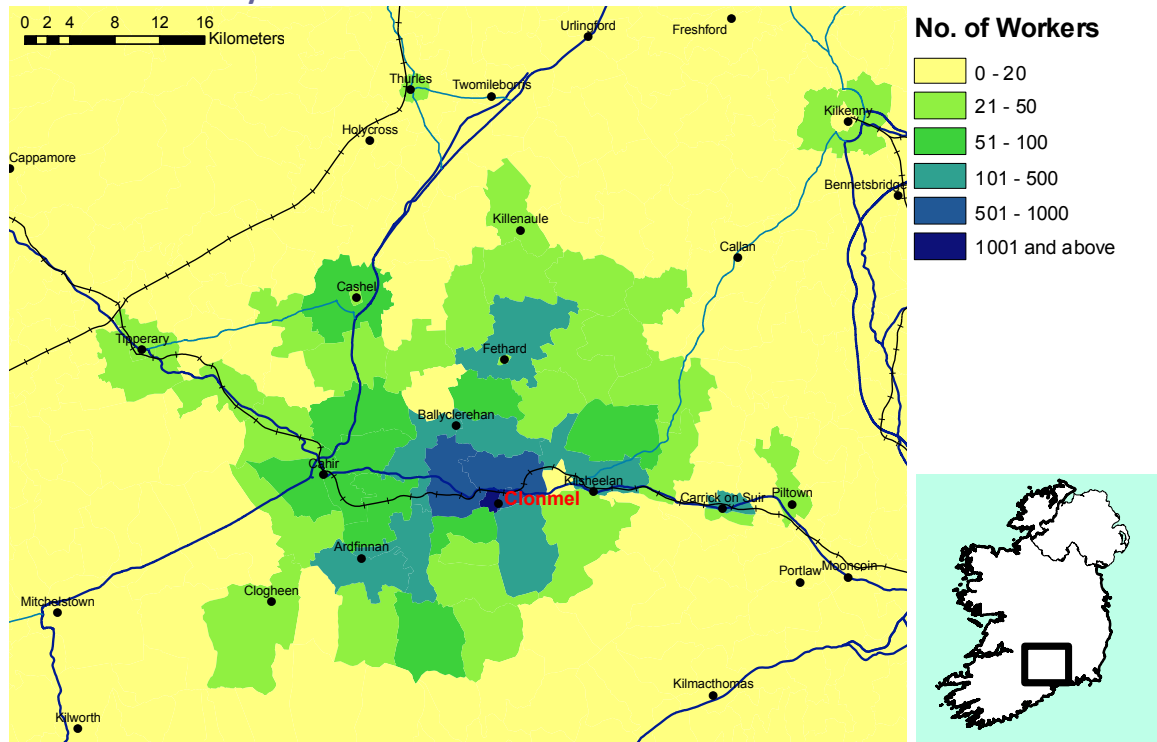 0 2 4 8 12 16
Kilometers
Urlingford
Freshford
Thurles
Twomileborris
Kilkenny
Holycross
Cappamore
Bennetsbridge
Killenaule
Callan
Cashel
Tipperary
Fethard
Ballyclerehan
Cahir
Kilsheelan
Clonmel
Carrick on Suir
Piltown
Ardfinnan
Portlaw
Mooncoin
Clogheen
Mitchelstown
Kilmacthomas
Kilworth
No. of Workers
0 - 20
21 - 50
51 - 100
101 - 500
501 - 1000
1001 and above